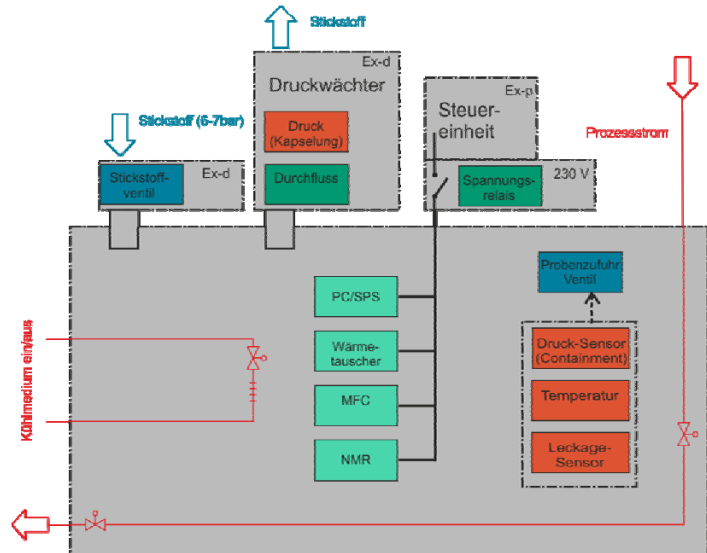 Stickstoff
Ex-d
Druckwächter
Druck
(Kapselung)
Durchfluss
Ex-p
Steuer-
einheit
Prozessstrom
Stickstoff (6-7bar)
Stickstoff-
ventil
Ex-d
Spannungs-
relais
230 V
Probenzufuhr
Ventil
PC/SPS
Wärme-
tauscher
MFC
NMR
Druck-Sensor
(Containment)
Temperatur
Leckage-
Sensor
Kühlmedium ein/aus